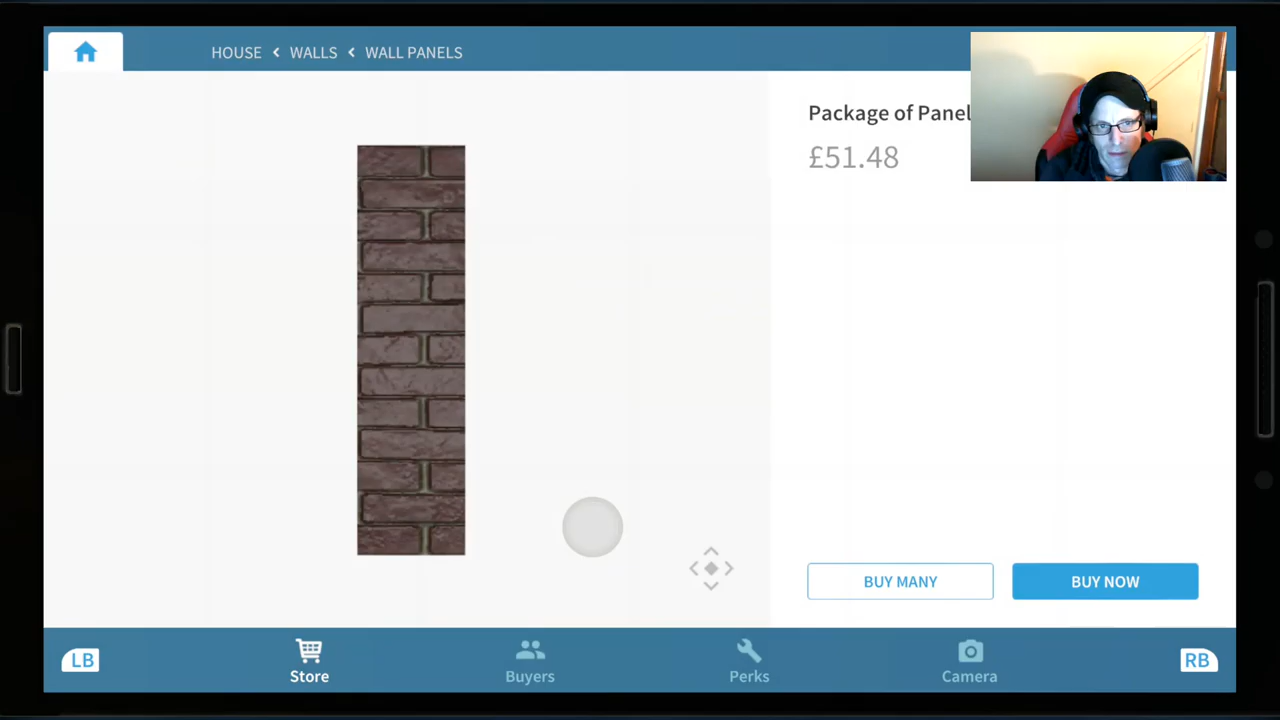 HOUSE < WALLS < WALL PANELS
Package of Panel
£51.48
BUY MANY
BUY NOW
LB
Store
Buyers
Perks
Camera
RB